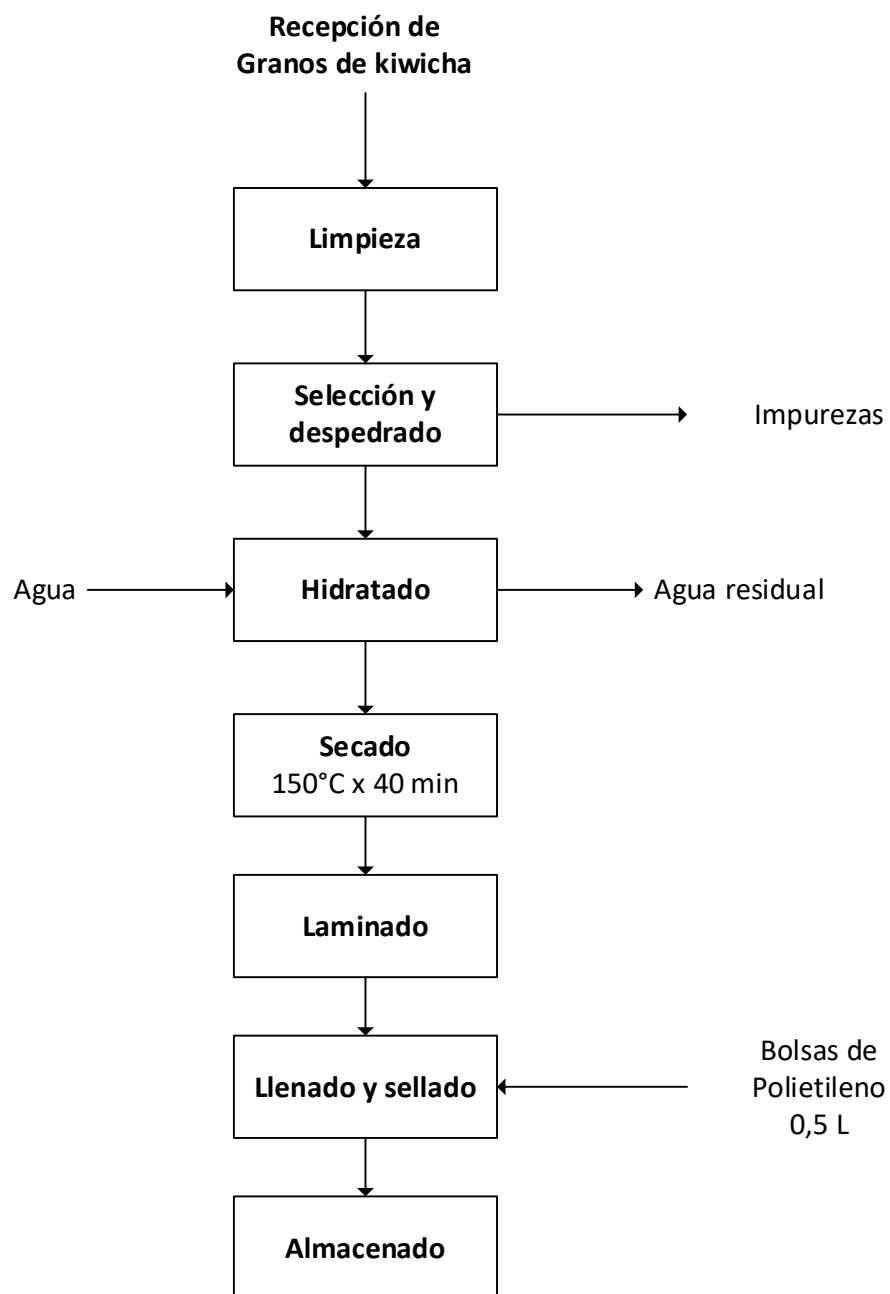 Recepción de
Granos de kiwicha
Limpieza
Selección y
despedrado
Impurezas
Agua
Hidratado
Agua residual
Secado
150°C x 40 min
Laminado
Llenado y sellado
Bolsas de
Polietileno
0,5 L
Almacenado